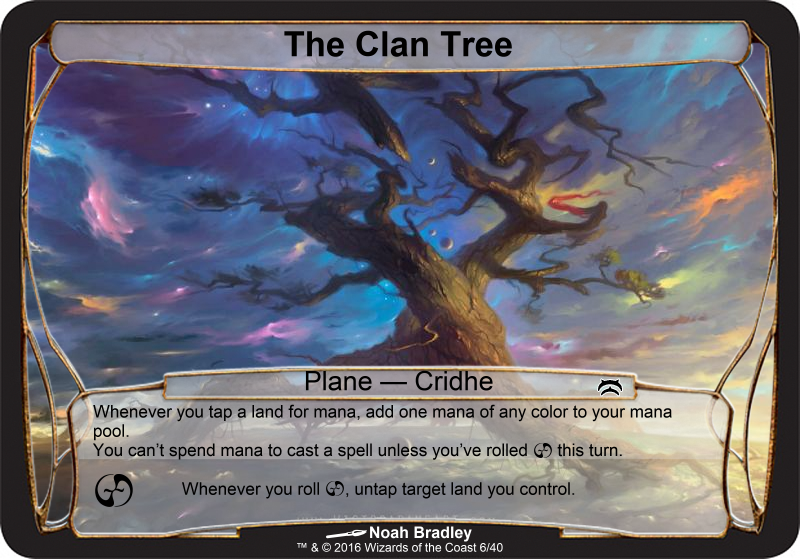 The Clan Tree
Plane — Cridhe
Whenever you tap a land for mana, add one mana of any color to your mana
pool.
You can't spend mana to cast a spell unless you've rolled this turn.
Whenever you roll , untap target land you control.
Noah Bradley
™ & © 2016 Wizards of the Coast 6/40